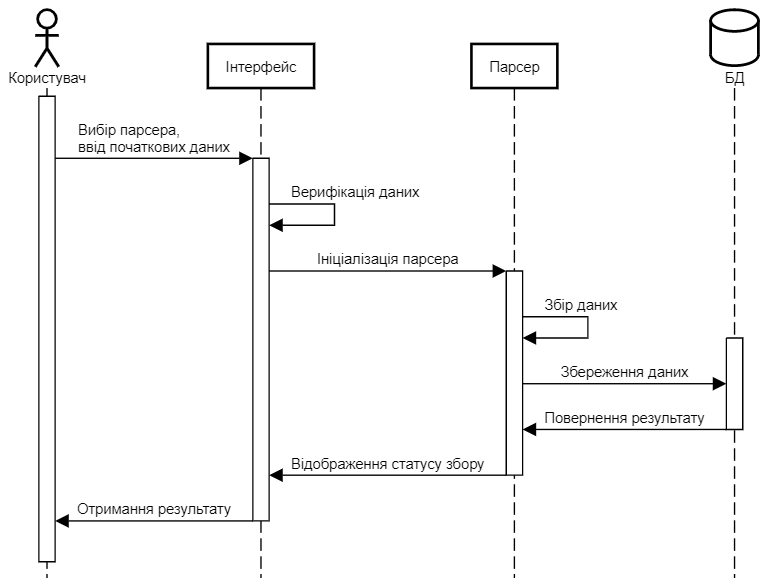 Користувач
Інтерфейс
Парсер
БД
Вибір парсера,
ввід початкових даних
Верифікація даних
Ініціалізація парсера
Збір даних
Збереження даних
Повернення результату
Відображення статусу збору
Отримання результату